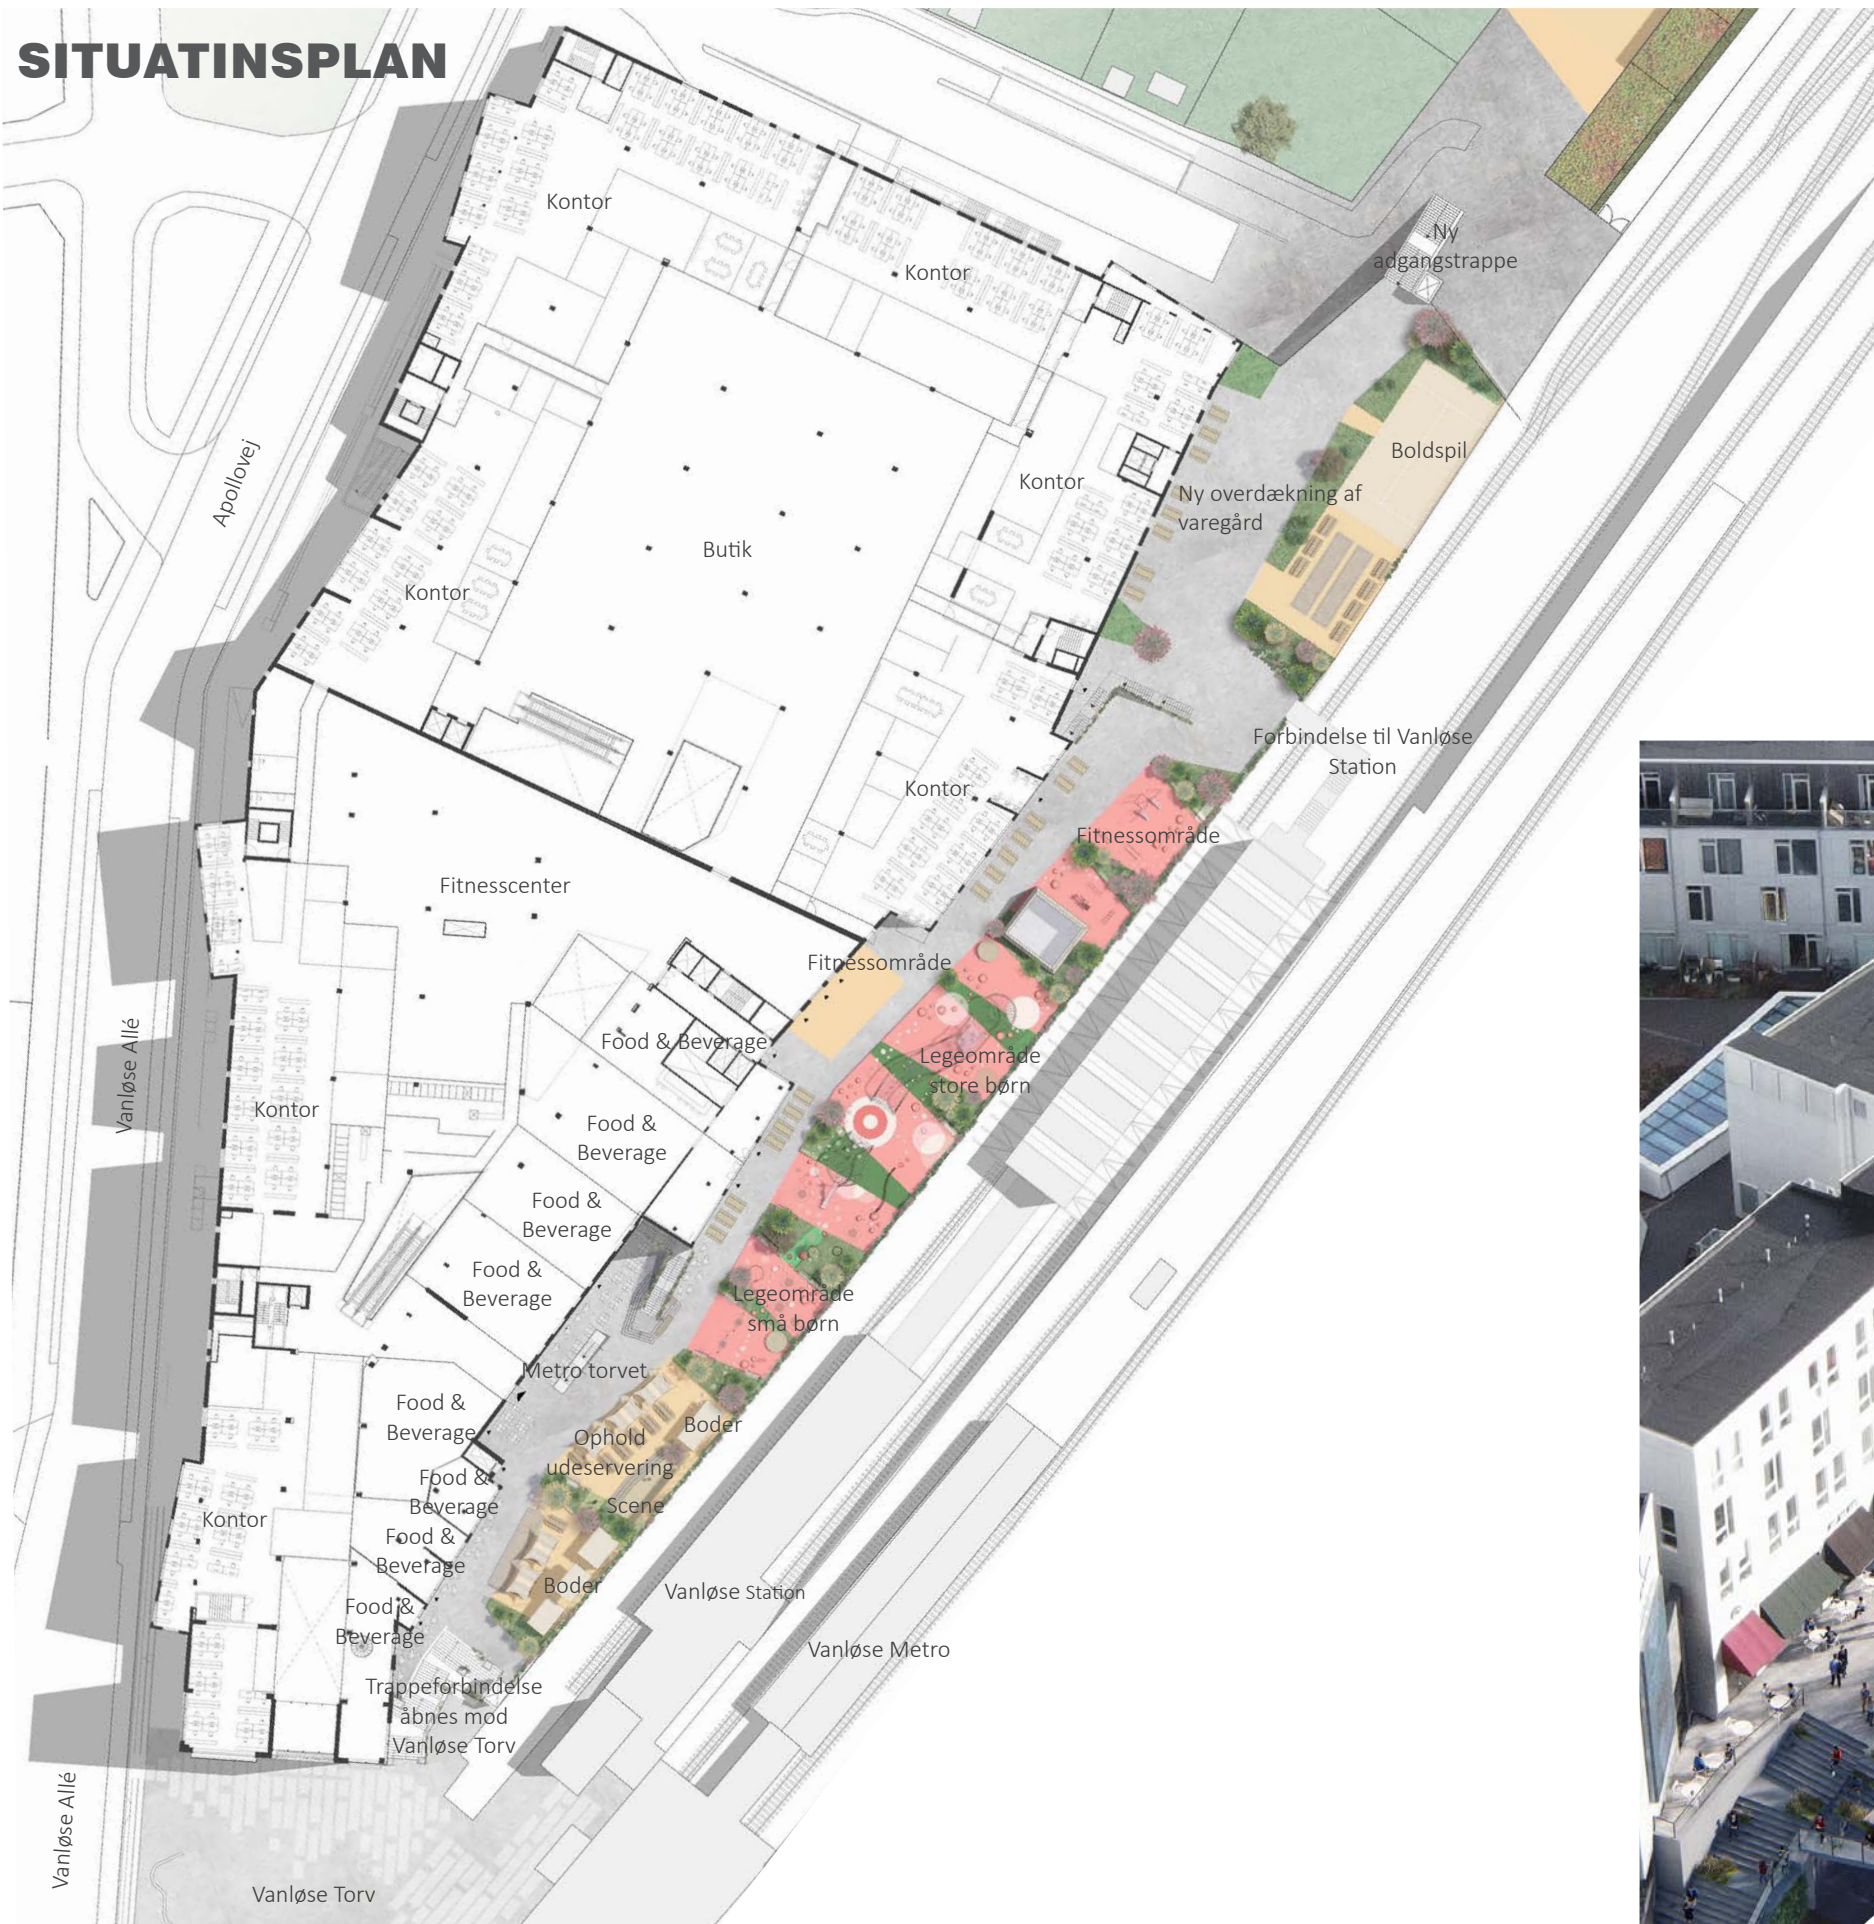 SITUATINSPLAN
Kontor
Kontor
Ny
adgangstrappe
Apollovej
Boldspil
Kontor
Ny overdækning af
varegård
Butik
Kontor
Forbindelse til Vanløse
Station
Kontor
Fitnessområde
Fitnesscenter
Fitnessområde
Food & Beverage
Legeområde
store børn
Vanløse Allé
Kontor
Food &
Beverage
Food &
Beverage
Food &
Beverage
Legeområde
små børn
Metro torvet
Food &
Beverage
Boder
Ophold
udeservering
Food &
Beverage
Scene
Kontor
Food &
Beverage
Boder
Vanløse Station
Food &
Beverage
Vanløse Metro
Trappeforbindelse
åbnes mod
Vanløse Torv
Vanløse Allé
Vanløse Torv